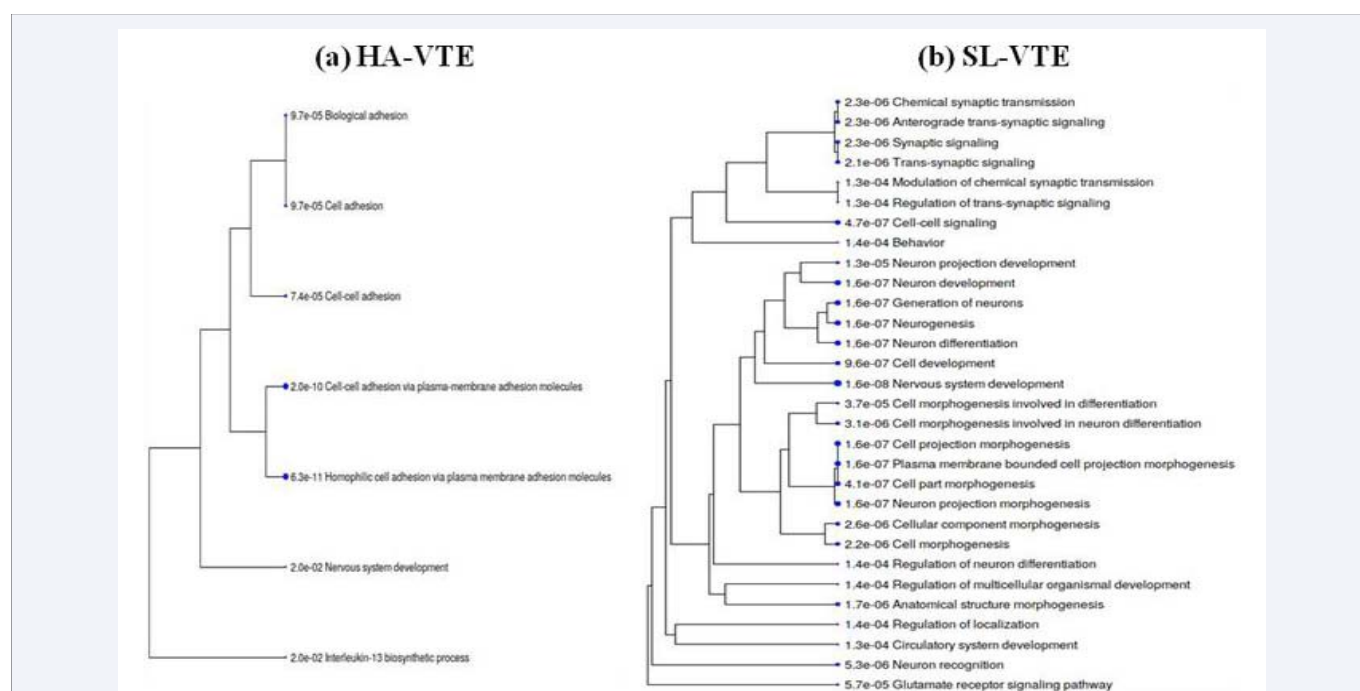 (a) HA-VTE
9.7e-05 Biological adhesion
9.7e-05 Cell adhesion
7.4e-05 Cell-cell adhesion
2.0e-10 Cell-cell adhesion via plasma-membrane adhesion molecules
6.3e-11 Homophilic cell adhesion via plasma membrane adhesion molecules
2.0e-02 Nervous system development
2.0e-02 Interleukin-13 biosynthetic process
(b) SL-VTE
2.3e-06 Chemical synaptic transmission
2.3e-06 Anterograde trans-synaptic signaling
2.3e-06 Synaptic signaling
2.1e-06 Trans-synaptic signaling
1.3e-04 Modulation of chemical synaptic transmission
1.3e-04 Regulation of trans-synaptic signaling
4.7e-07 Cell-cell signaling
1.4e-04 Behavior
1.3e-05 Neuron projection development
1.6e-07 Neuron development
1.6e-07 Generation of neurons
1.6e-07 Neurogenesis
1.6e-07 Neuron differentiation
9.6e-07 Cell development
1.6e-08 Nervous system development
3.7e-05 Cell morphogenesis involved in differentiation
3.1e-06 Cell morphogenesis involved in neuron differentiation
1.6e-07 Cell projection morphogenesis
1.6e-07 Plasma membrane bounded cell projection morphogenesis
4.1e-07 Cell part morphogenesis
1.6e-07 Neuron projection morphogenesis
2.6e-06 Cellular component morphogenesis
2.2e-06 Cell morphogenesis
1.4e-04 Regulation of neuron differentiation
1.4e-04 Regulation of multicellular organismal development
1.7e-06 Anatomical structure morphogenesis
1.4e-04 Regulation of localization
1.3e-04 Circulatory system development
5.3e-06 Neuron recognition
5.7e-05 Glutamate receptor signaling pathway